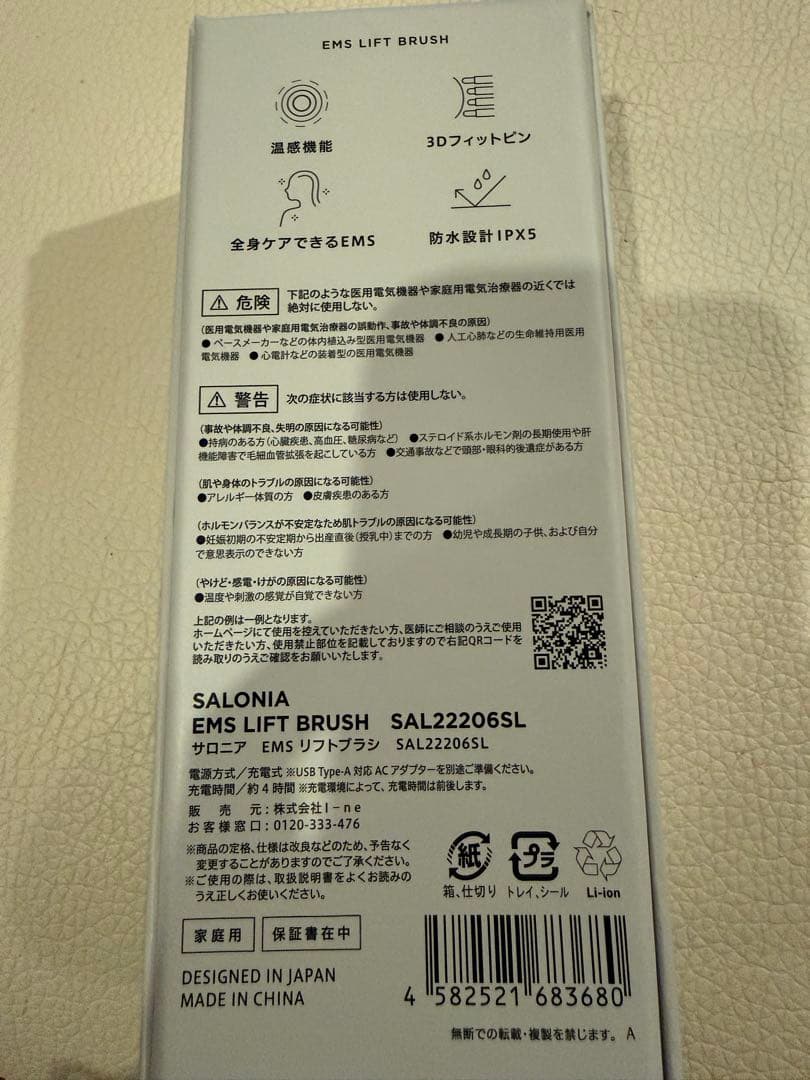 EMS LIFT BRUSH
温感機能
3Dフィットピン
全身ケアできるEMS
防水設計IPX5
危険
下記のような医用電気機器や家庭用電気治療器の近くでは
絶対に使用しない。
(医用電気機器や家庭用電気治療器の誤動作、事故や体調不良の原因)
●ペースメーカーなどの体内植込み型医用電気機器 ●人工心肺などの生命維持用医用
電気機器 ●心電計などの装着型の医用電気機器
警告
次の症状に該当する方は使用しない。
(事故や体調不良、失明の原因になる可能性)
●持病のある方(心臓疾患、高血圧、糖尿病など) ●ステロイド系ホルモン剤の長期使用や肝
機能障害で毛細血管拡張を起こしている方 ●交通事故などで頭部・眼科的後遺症がある方
(肌や身体のトラブルの原因になる可能性)
●アレルギー体質の方 ●皮膚疾患のある方
(ホルモンバランスが不安定なため肌トラブルの原因になる可能性)
●妊娠初期の不安定期から出産直後(授乳中)までの方 ●幼児や成長期の子供、および自分
で意思表示のできない方
(やけど・感電・けがの原因になる可能性)
●温度や刺激の感覚が自覚できない方
上記の例は一例となります。
ホームページにて使用を控えていただきたい方、医師にご相談のうえご使用
いただきたい方、使用禁止部位を記載しておりますので右記QRコードを
読み取りのうえご確認をお願いいたします。
SALONIA
EMS LIFT BRUSH SAL22206SL
サロニア EMS リフトブラシ SAL22206SL
電源方式/充電式 ※USB Type-A 対応 AC アダプターを別途ご準備ください。
充電時間/約4時間 ※充電環境によって、充電時間は前後します。
販売元:株式会社I-ne
お客様窓口:0120-333-476
※商品の定格、仕様は改良などのため、予告なく
変更することがありますのでご了承ください。
※ご使用の際は、取扱説明書をよくお読みの
うえ正しくお使いください。
紙
箱、仕切り
プラ
トレイ、シール
Li-ion
家庭用
保証書在中
DESIGNED IN JAPAN
MADE IN CHINA
4 582521 683680
無断での転載・複製を禁じます。 A